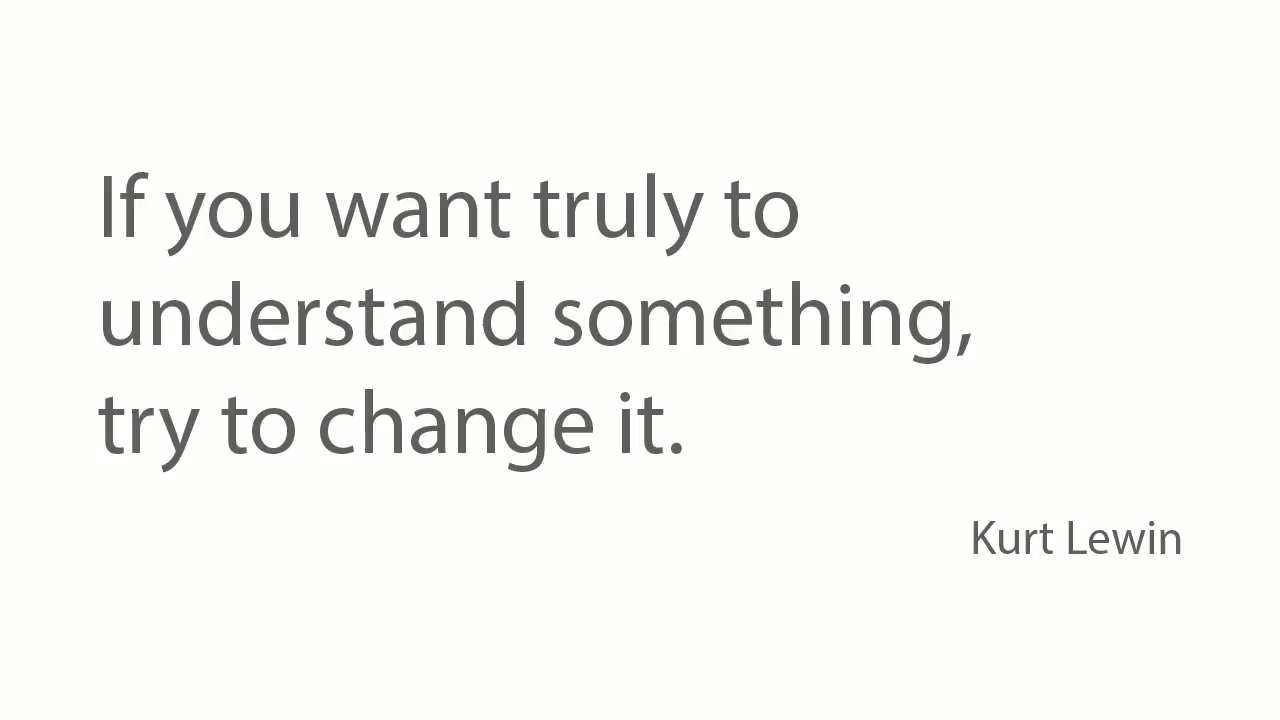 If you want truly to
understand something,
try to change it.
Kurt Lewin